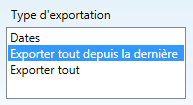 Type d'exportation
Dates
Exporter tout depuis la dernière
Exporter tout